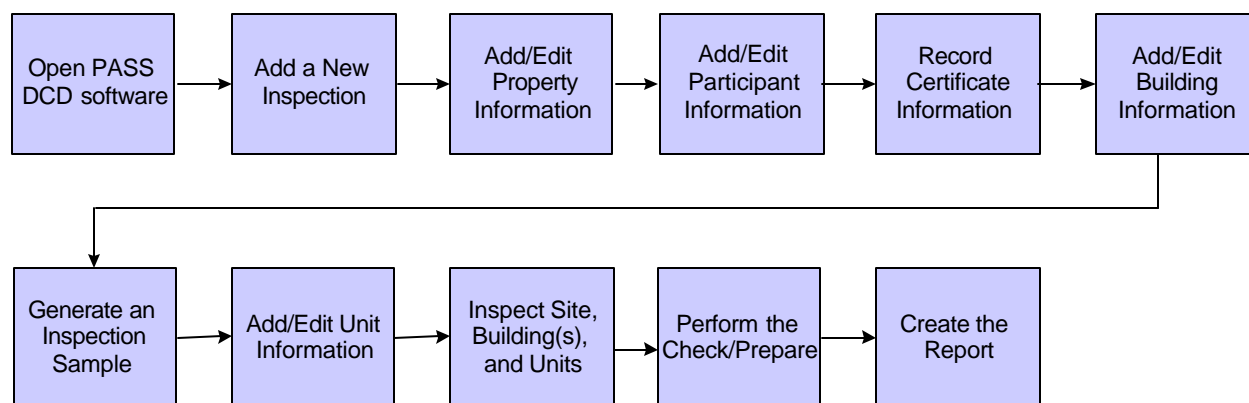 Open PASS
DCD software
Add a New
Inspection
Add/Edit
Property
Information
Add/Edit
Participant
Information
Record
Certificate
Information
Add/Edit
Building
Information
Generate an
Inspection
Sample
Add/Edit Unit
Information
Inspect Site,
Building(s),
and Units
Perform the
Check/Prepare
Create the
Report